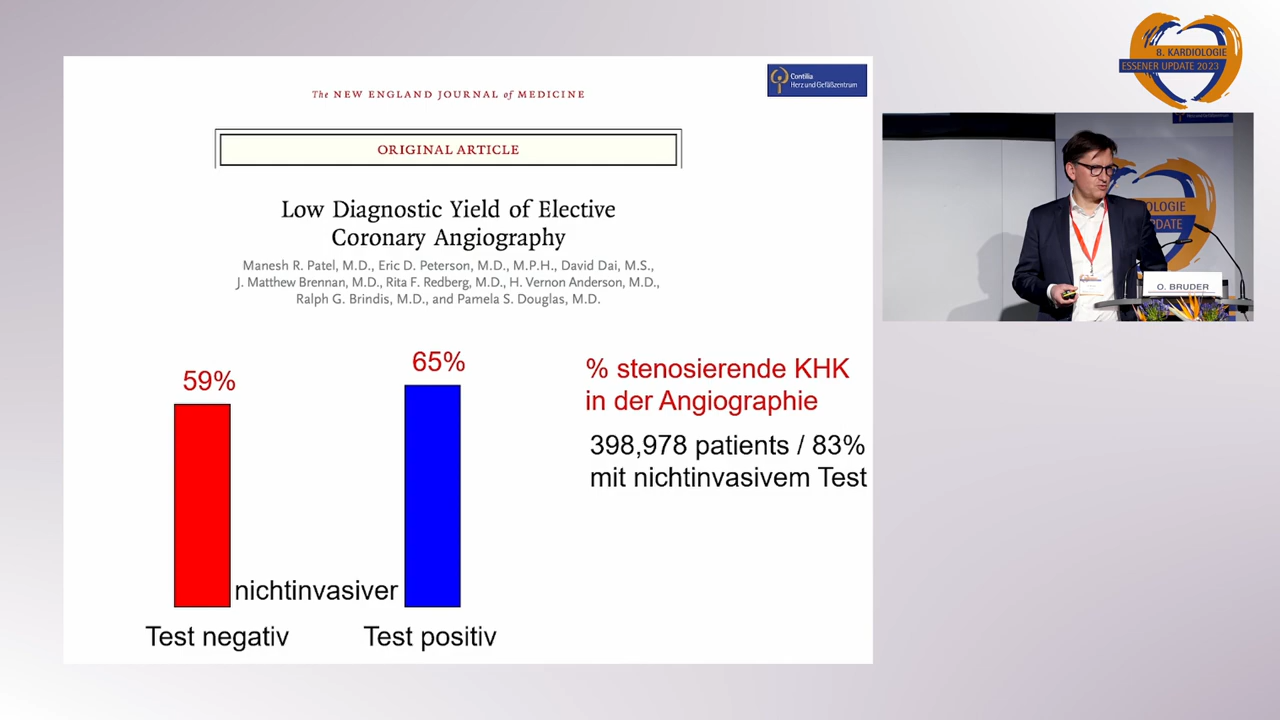 The NEW ENGLAND JOURNAL of MEDICINE
Contilia
Herz und Gefäßzentrum
ORIGINAL ARTICLE
Low Diagnostic Yield of Elective
Coronary Angiography
Manesh R. Patel, M.D., Eric D. Peterson, M.D., M.P.H., David Dai, M.S.,
J. Matthew Brennan, M.D., Rita F. Redberg, M.D., H. Vernon Anderson, M.D.,
Ralph G. Brindis, M.D., and Pamela S. Douglas, M.D.
59%
65%
% stenosierende KHK
in der Angiographie
398,978 patients / 83%
mit nichtinvasivem Test
nichtinvasiver
Test negativ
Test positiv
8. KARDIOLOGIE
ESSENER UPDATE 2023
OLOGIE
UPDATE
O. BRUDER